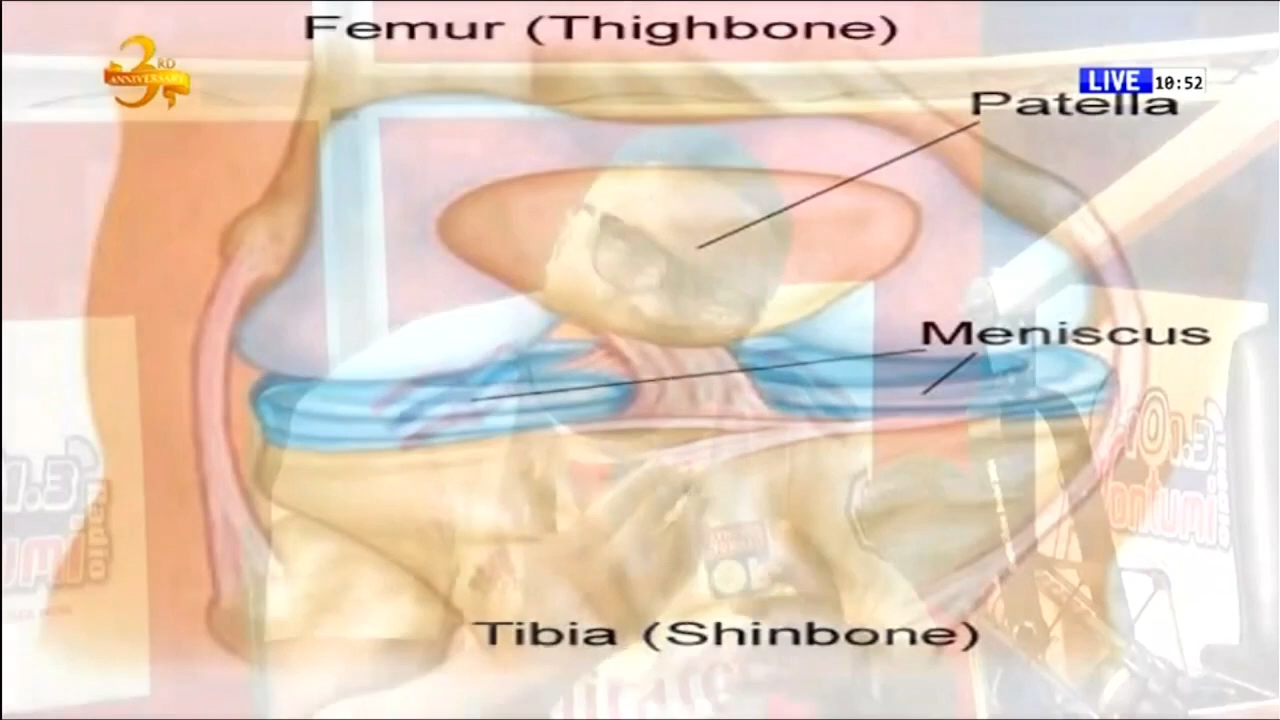 Femur (Thighbone)
3RD
ANNIVERSARY
LIVE 10:52
Patella
Meniscus
Tibia (Shinbone)